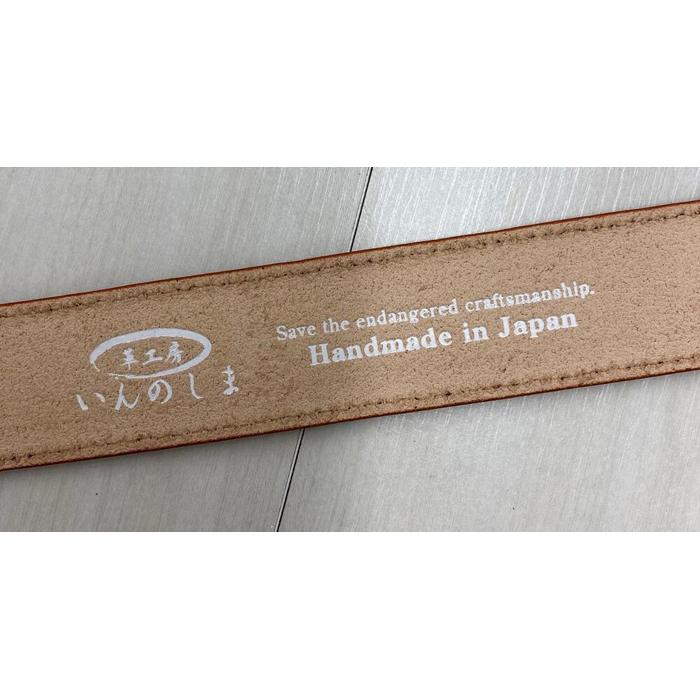 革工房
いんのしま
Save the endangered craftsmanship.
Handmade in Japan